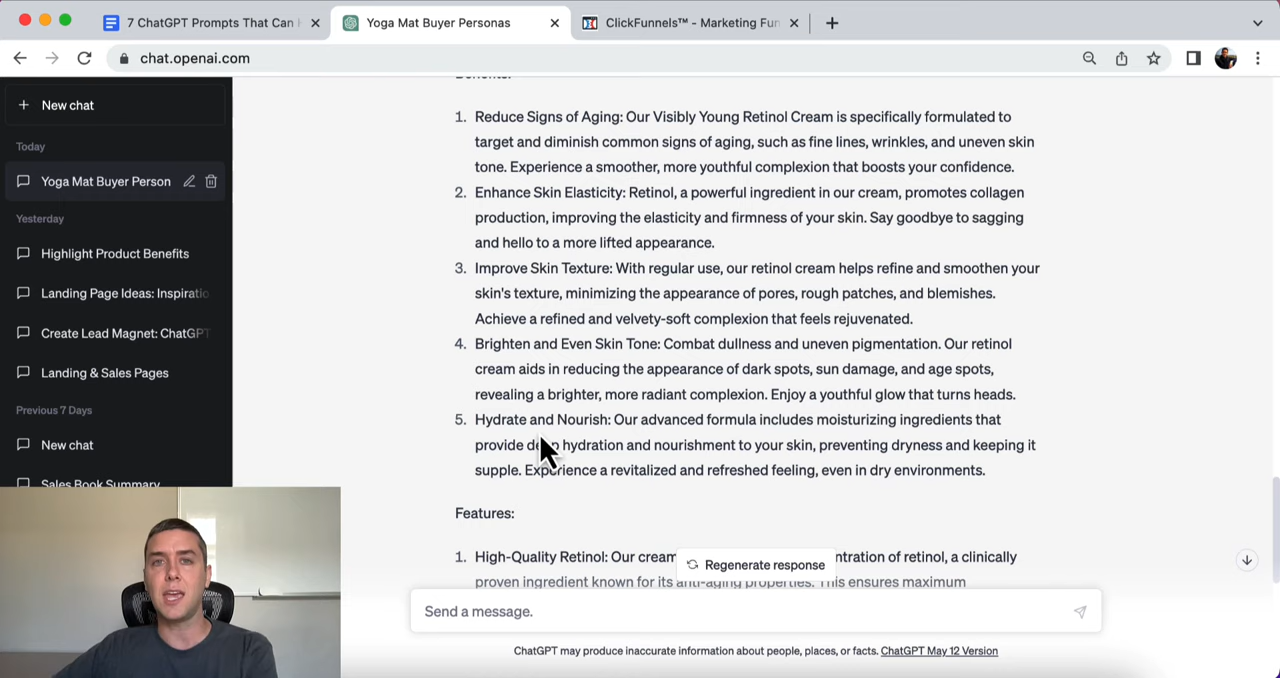 7 ChatGPT Prompts That Can
Yoga Mat Buyer Personas
ClickFunnels™ - Marketing Fun
chat.openai.com
New chat
Today
Yoga Mat Buyer Person
Yesterday
Highlight Product Benefits
Landing Page Ideas: Inspiratio
Create Lead Magnet: ChatGPT
Landing & Sales Pages
Previous 7 Days
New chat
Sales Book Summary
Benefits:
1. Reduce Signs of Aging: Our Visibly Young Retinol Cream is specifically formulated to
target and diminish common signs of aging, such as fine lines, wrinkles, and uneven skin
tone. Experience a smoother, more youthful complexion that boosts your confidence.
2. Enhance Skin Elasticity: Retinol, a powerful ingredient in our cream, promotes collagen
production, improving the elasticity and firmness of your skin. Say goodbye to sagging
and hello to a more lifted appearance.
3. Improve Skin Texture: With regular use, our retinol cream helps refine and smoothen your
skin's texture, minimizing the appearance of pores, rough patches, and blemishes.
Achieve a refined and velvety-soft complexion that feels rejuvenated.
4. Brighten and Even Skin Tone: Combat dullness and uneven pigmentation. Our retinol
cream aids in reducing the appearance of dark spots, sun damage, and age spots,
revealing a brighter, more radiant complexion. Enjoy a youthful glow that turns heads.
5. Hydrate and Nourish: Our advanced formula includes moisturizing ingredients that
provide deep hydration and nourishment to your skin, preventing dryness and keeping it
supple. Experience a revitalized and refreshed feeling, even in dry environments.
Features:
1. High-Quality Retinol: Our cream ntration of retinol, a clinically
proven ingredient known for its anti-aging properties. This ensures maximum
Regenerate response
Send a message.
ChatGPT may produce inaccurate information about people, places, or facts. ChatGPT May 12 Version